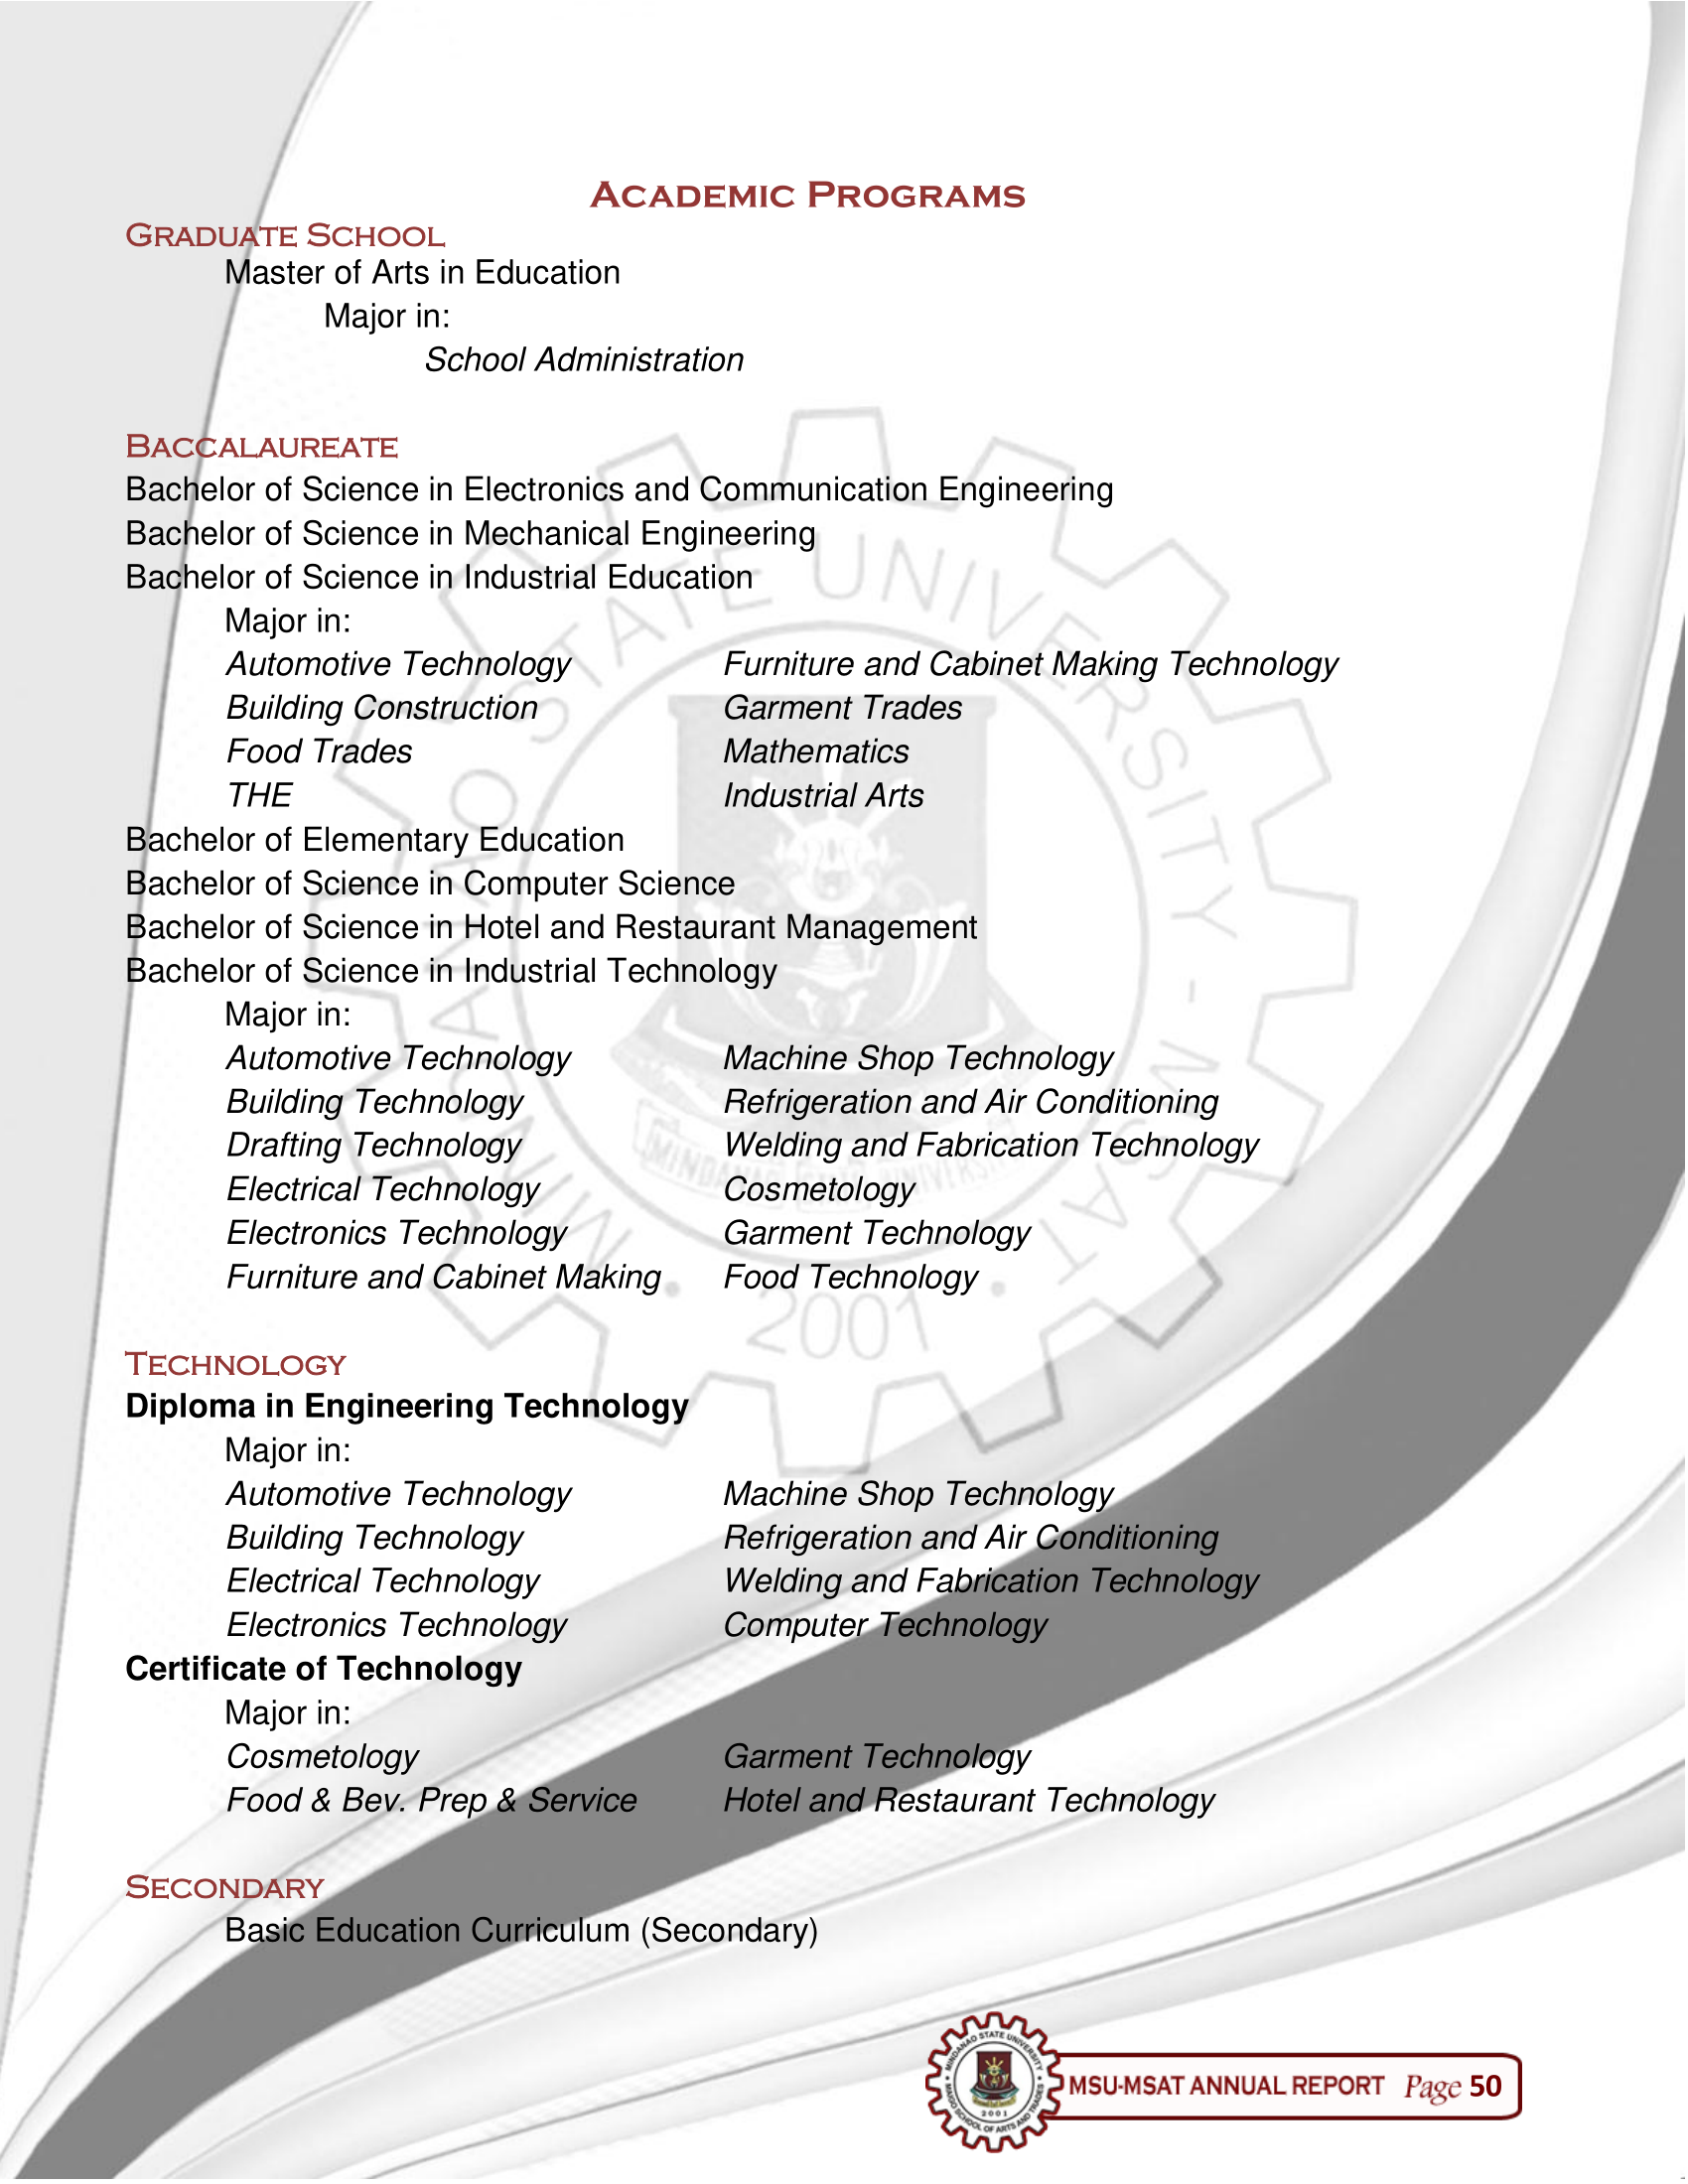 ACADEMIC PROGRAMS
GRADUATE SCHOOL
Master of Arts in Education
Major in:
School Administration
BACCALAUREATE
Bachelor of Science in Electronics and Communication Engineering
Bachelor of Science in Mechanical Engineering
Bachelor of Science in Industrial Education
Major in:
Automotive Technology Furniture and Cabinet Making Technology
Building Construction Garment Trades
Food Trades Mathematics
THE Industrial Arts
Bachelor of Elementary Education
Bachelor of Science in Computer Science
Bachelor of Science in Hotel and Restaurant Management
Bachelor of Science in Industrial Technology
Major in:
Automotive Technology Machine Shop Technology
Building Technology Refrigeration and Air Conditioning
Drafting Technology Welding and Fabrication Technology
Electrical Technology Cosmetology
Electronics Technology Garment Technology
Furniture and Cabinet Making Food Technology
TECHNOLOGY
Diploma in Engineering Technology
Major in:
Automotive Technology Machine Shop Technology
Building Technology Refrigeration and Air Conditioning
Electrical Technology Welding and Fabrication Technology
Electronics Technology Computer Technology
Certificate of Technology
Major in:
Cosmetology Garment Technology
Food & Bev. Prep & Service Hotel and Restaurant Technology
SECONDARY
Basic Education Curriculum (Secondary)
MINDANAO STATE UNIVERSITY - MSAT
MINDANAO STATE UNIVERSITY
2001
MINDANAO STATE UNIVERSITY
MAIGO SCHOOL OF ARTS AND TRADES
2001
MSU-MSAT ANNUAL REPORT Page 50